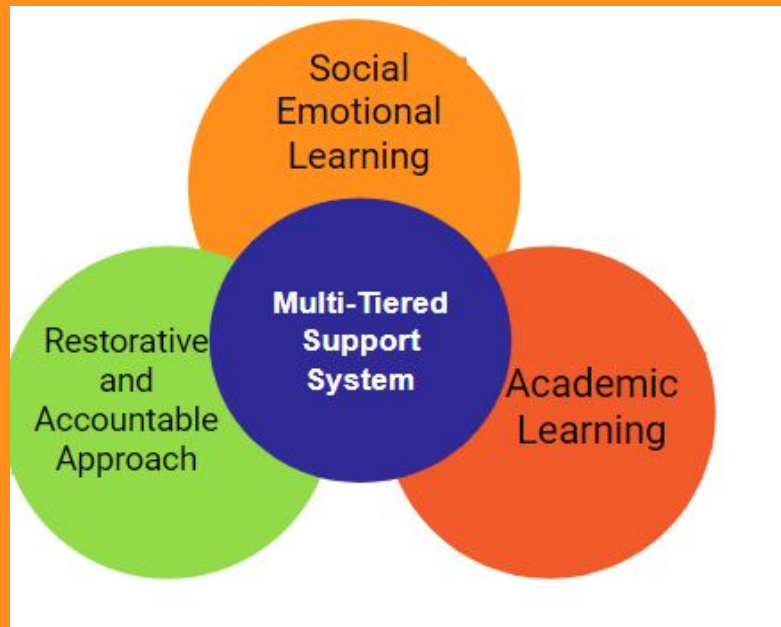 Social
Emotional
Learning
Multi-Tiered
Support
System
Restorative
and
Accountable
Approach
Academic
Learning